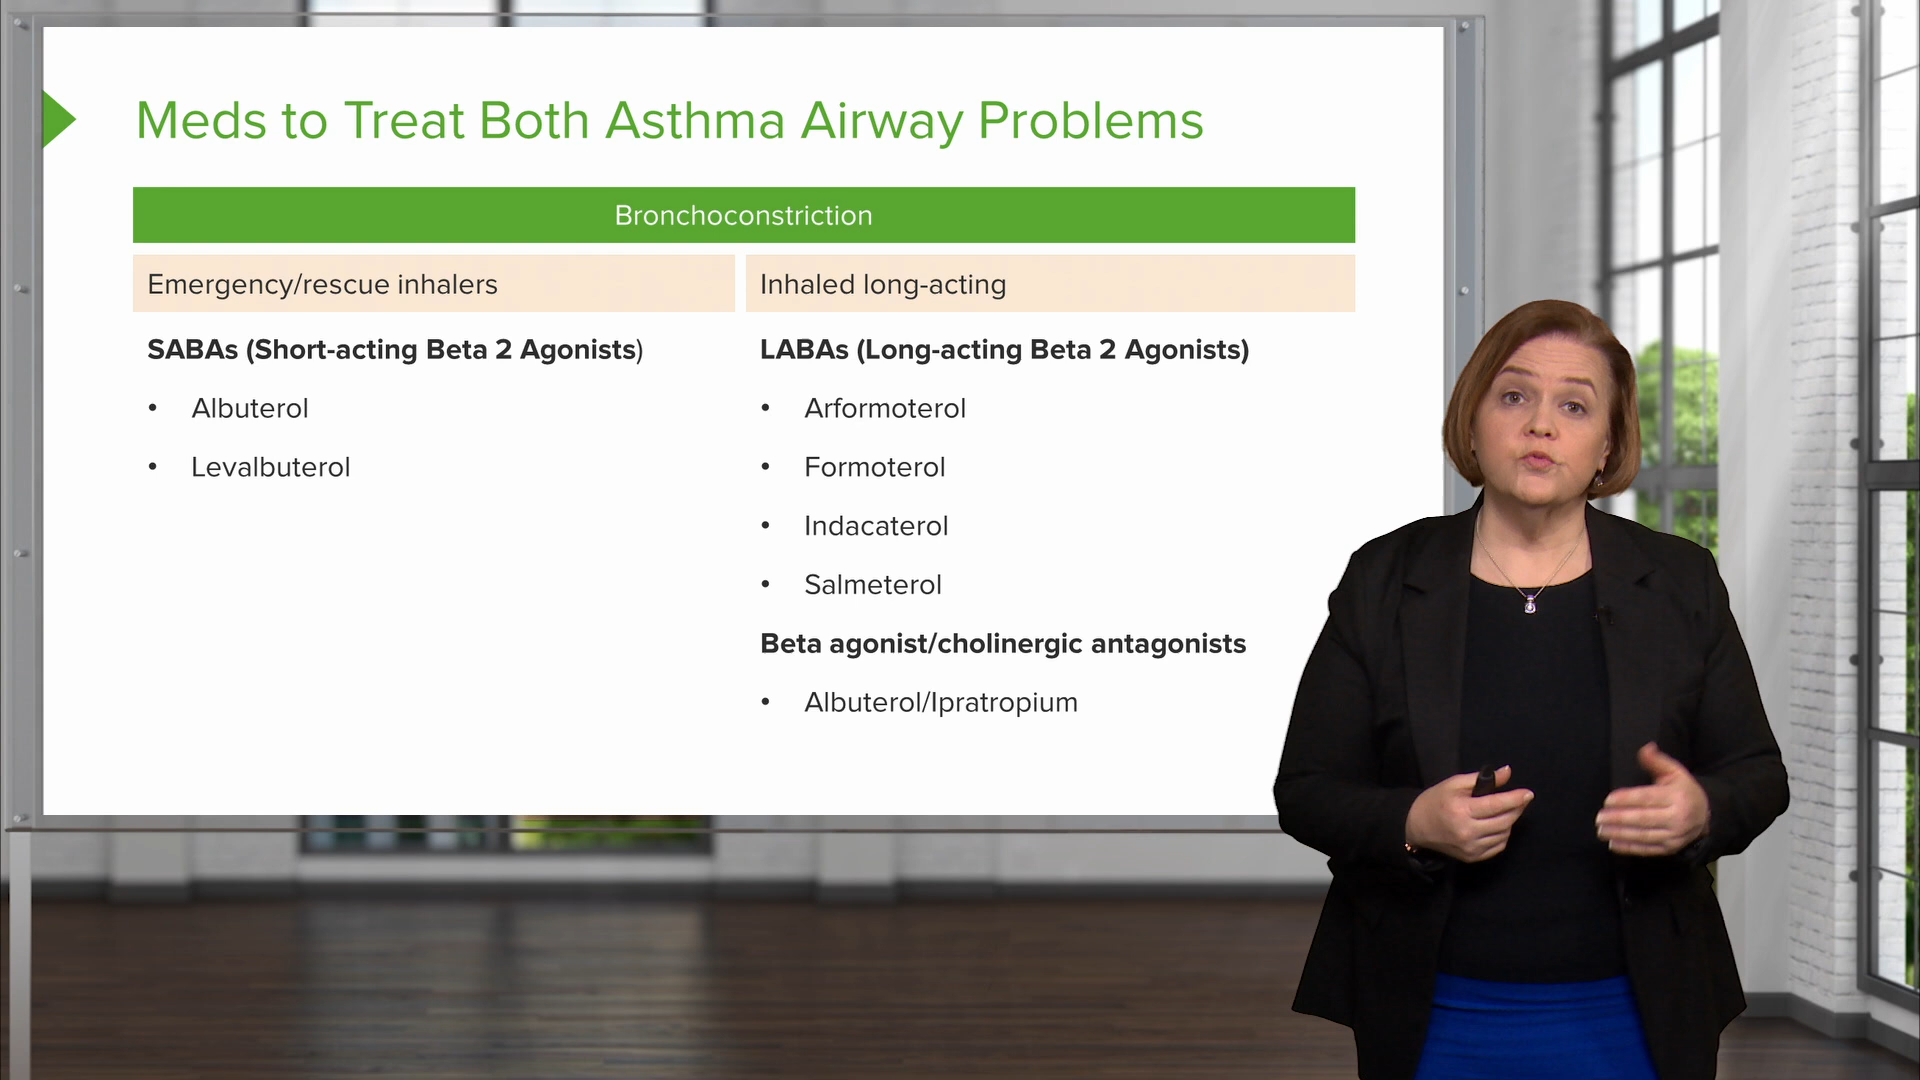 Meds to Treat Both Asthma Airway Problems
Bronchoconstriction
Emergency/rescue inhalers
SABAs (Short-acting Beta 2 Agonists)
• Albuterol
• Levalbuterol
Inhaled long-acting
LABAs (Long-acting Beta 2 Agonists)
• Arformoterol
• Formoterol
• Indacaterol
• Salmeterol
Beta agonist/cholinergic antagonists
• Albuterol/Ipratropium